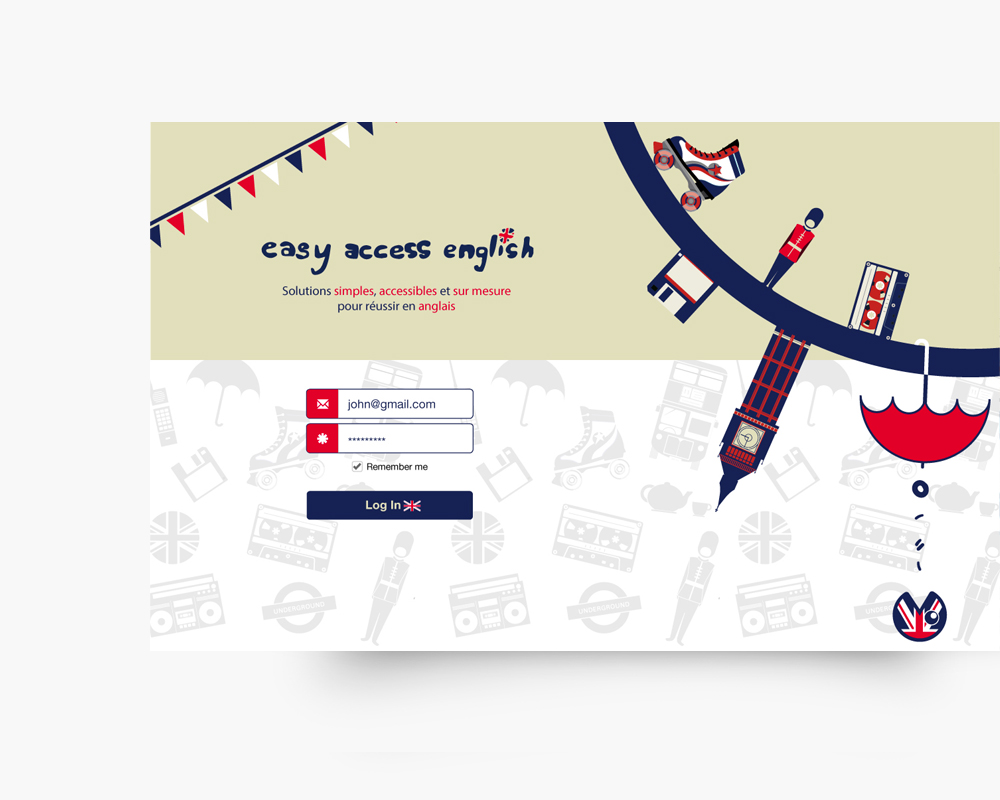 easy access english
Solutions simples, accessibles et sur mesure
pour réussir en anglais
john@gmail.com
*********
Remember me
Log In
UNDERGROUND
UNDERGROUND
UNDERGROUND